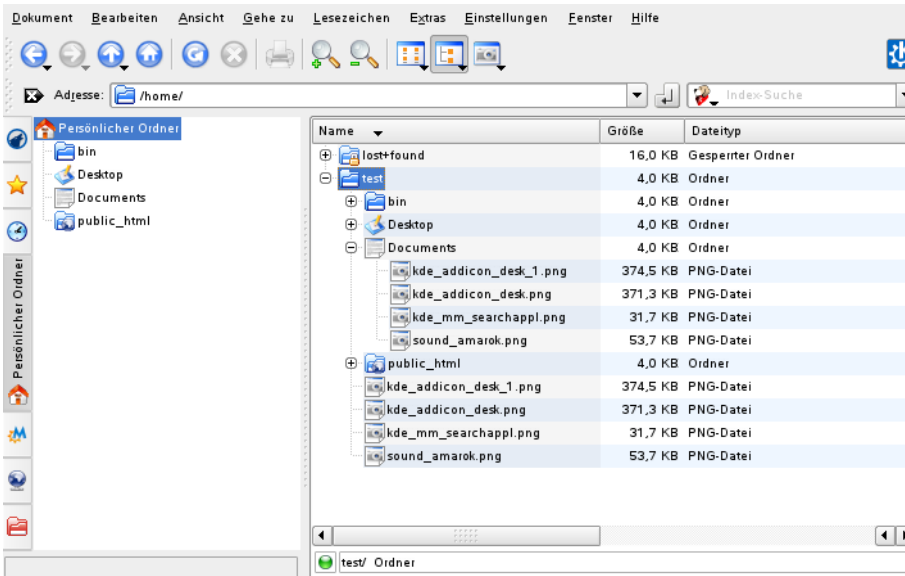 Dokument Bearbeiten Ansicht Gehe zu Lesezeichen Extras Einstellungen Fenster Hilfe
Adresse: /home/ Index-Suche
Persönlicher Ordner
bin
Desktop
Documents
public_html
Persönlicher Ordner
Name Größe Dateityp
lost+found 16,0 KB Gesperrter Ordner
test 4,0 KB Ordner
bin 4,0 KB Ordner
Desktop 4,0 KB Ordner
Documents 4,0 KB Ordner
kde_addicon_desk_1.png 374,5 KB PNG-Datei
kde_addicon_desk.png 371,3 KB PNG-Datei
kde_mm_searchappl.png 31,7 KB PNG-Datei
sound_amarok.png 53,7 KB PNG-Datei
public_html 4,0 KB Ordner
kde_addicon_desk_1.png 374,5 KB PNG-Datei
kde_addicon_desk.png 371,3 KB PNG-Datei
kde_mm_searchappl.png 31,7 KB PNG-Datei
sound_amarok.png 53,7 KB PNG-Datei
test/ Ordner